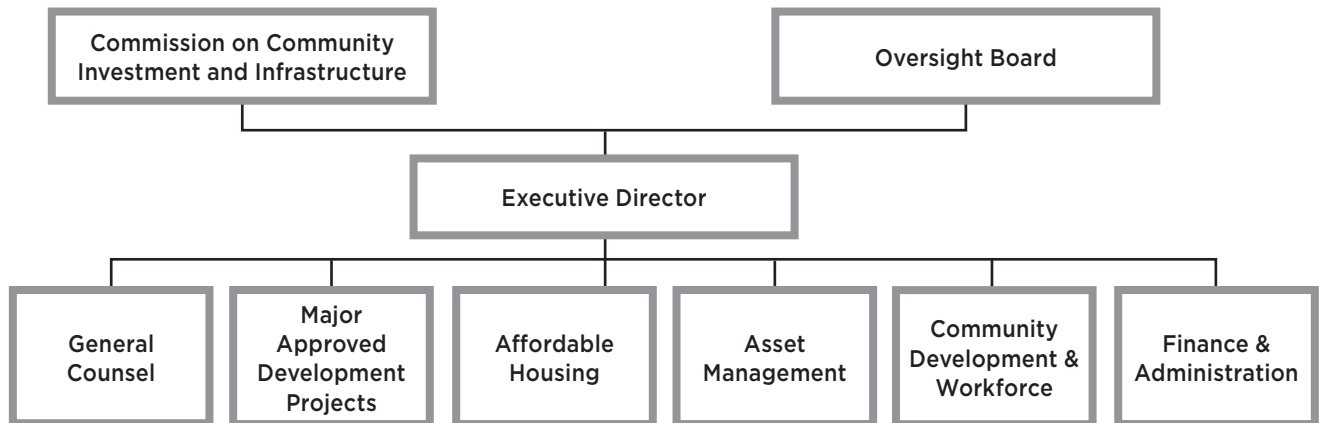 Commission on Community
Investment and Infrastructure
Oversight Board
Executive Director
General
Counsel
Major
Approved
Development
Projects
Affordable
Housing
Asset
Management
Community
Development &
Workforce
Finance &
Administration